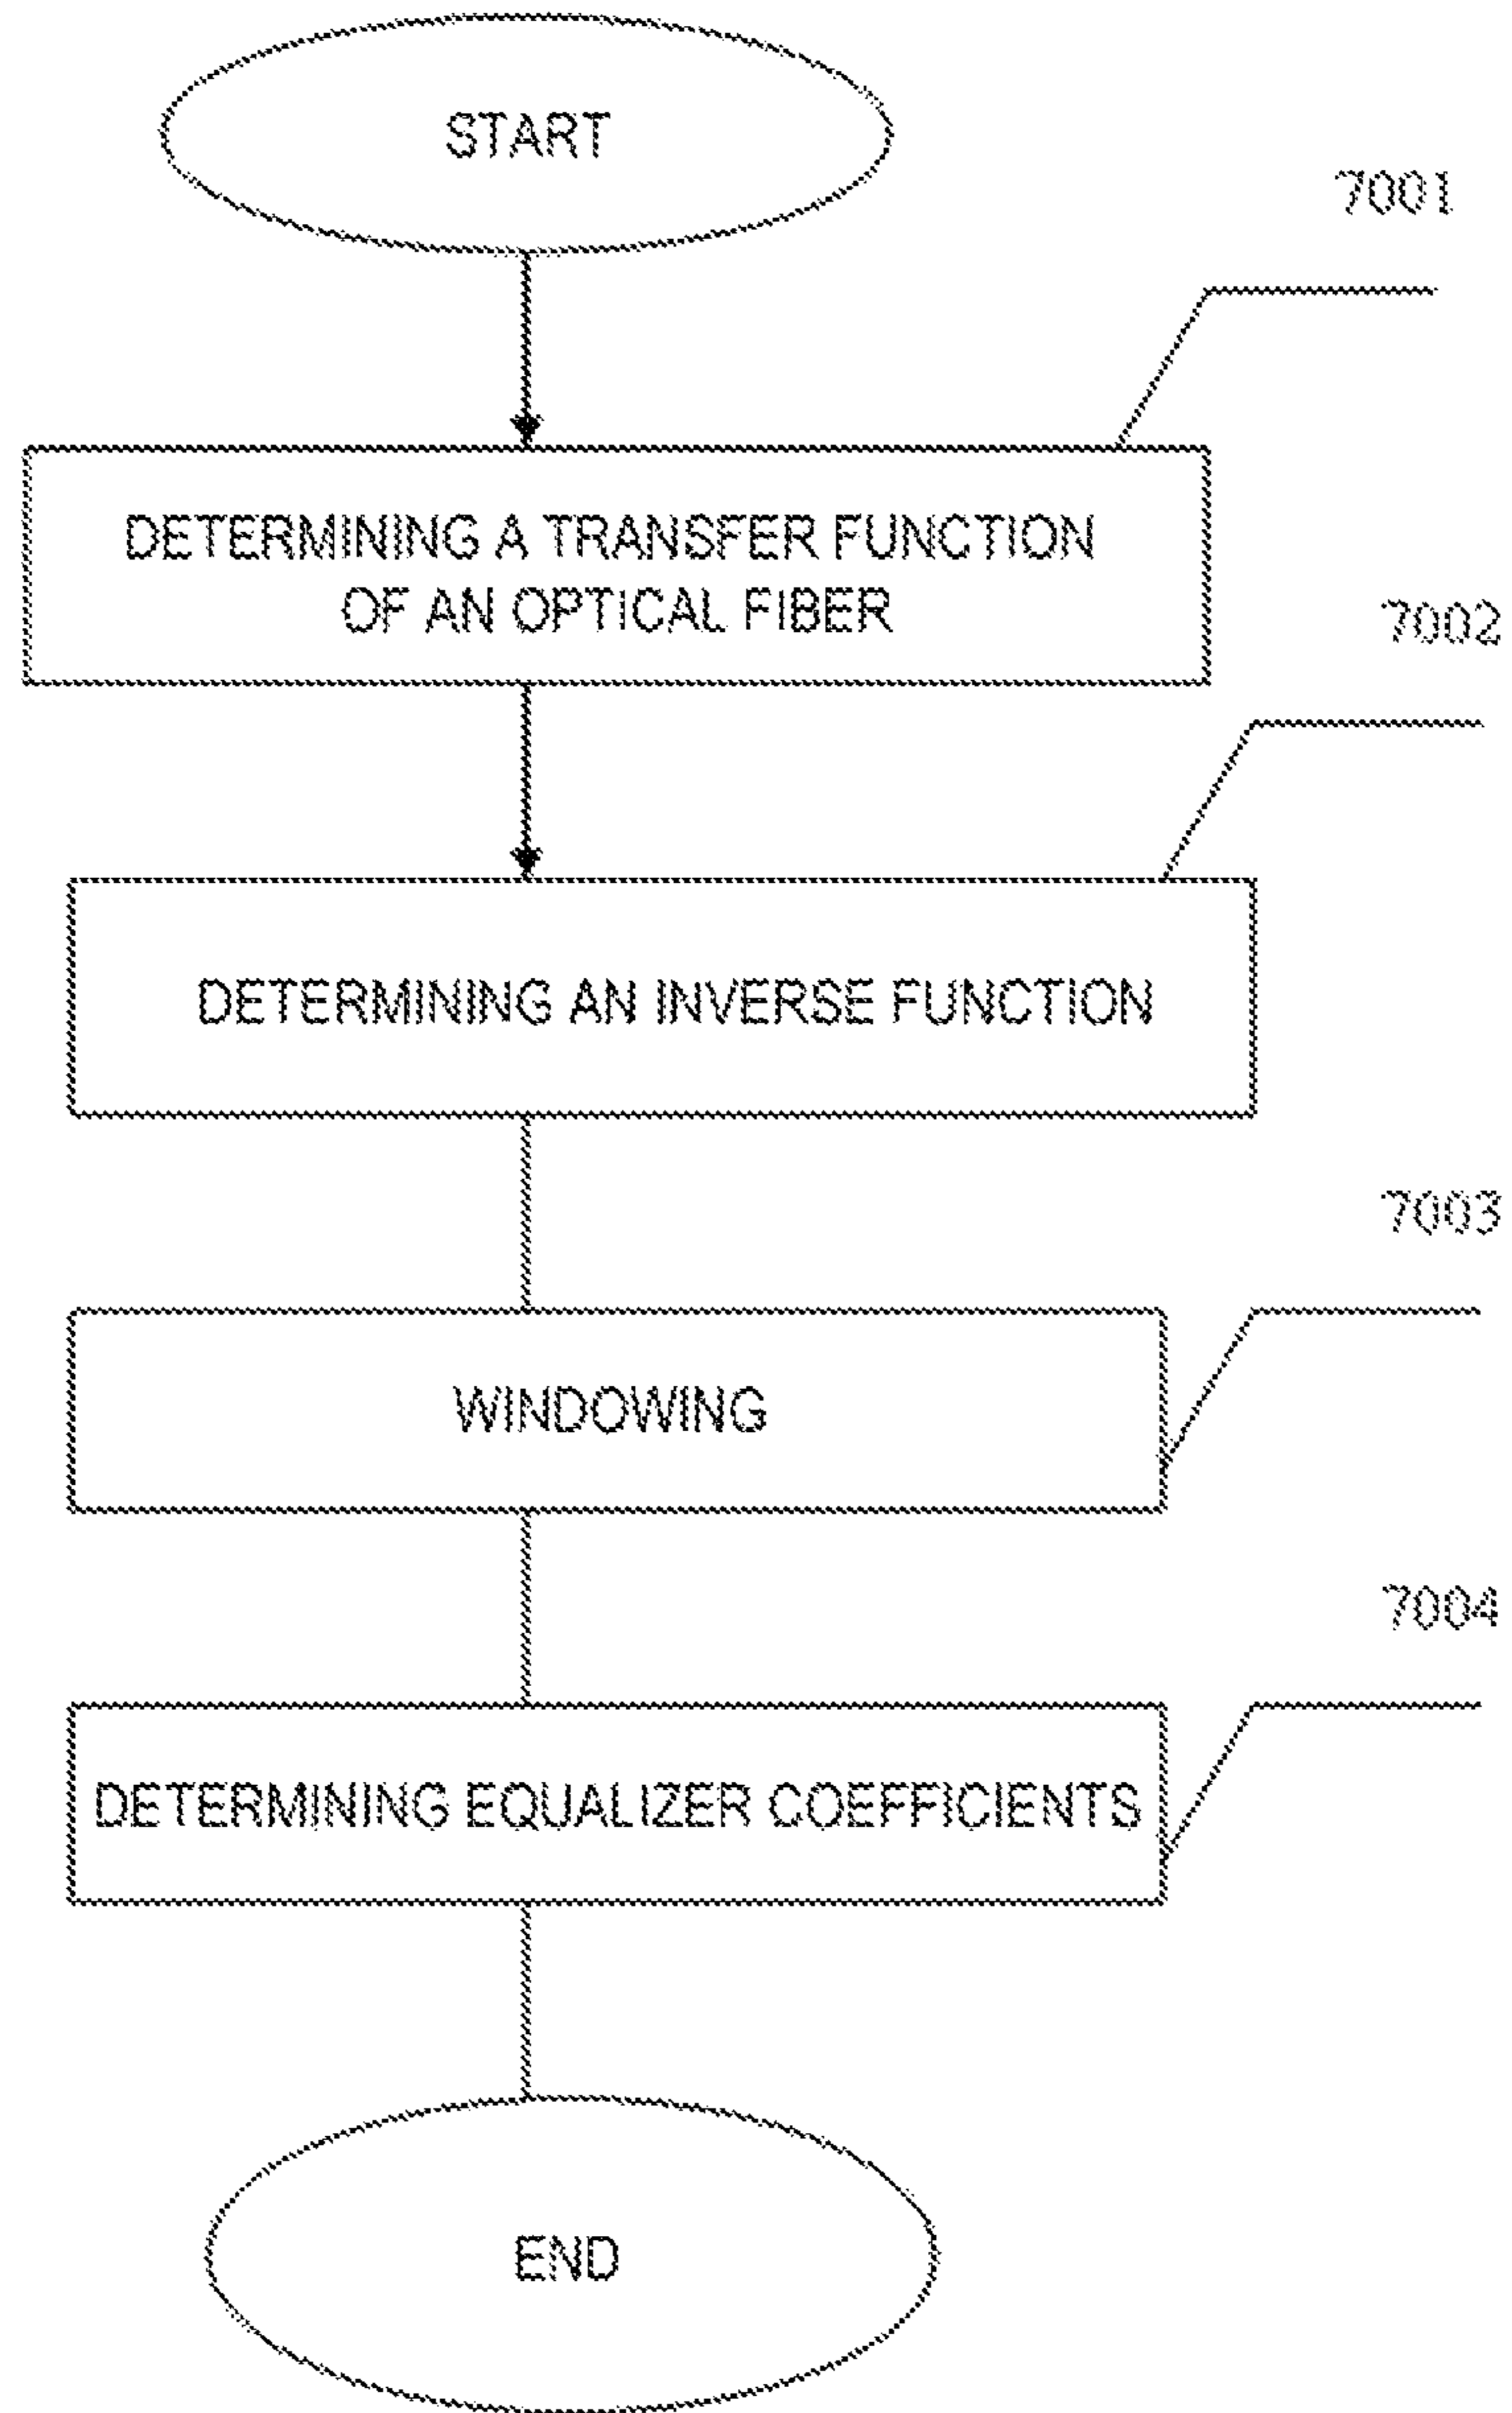 START
7001
DETERMINING A TRANSFER FUNCTION
OF AN OPTICAL FIBER
7002
DETERMINING AN INVERSE FUNCTION
7003
WINDOWING
7004
DETERMINING EQUALIZER COEFFICIENTS
END